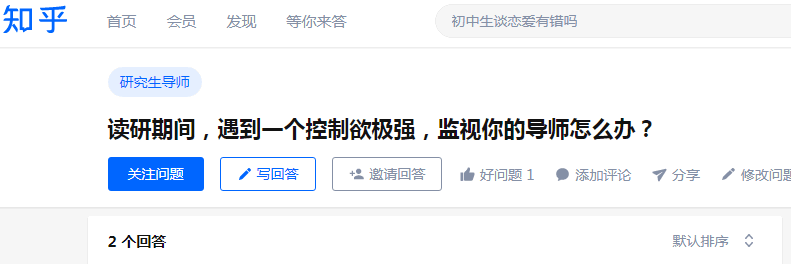 知乎 首页 会员 发现 等你来答 初中生谈恋爱有错吗
研究生导师
读研期间，遇到一个控制欲极强，监视你的导师怎么办？
关注问题 写回答 邀请回答 好问题 1 添加评论 分享 修改问题
2 个回答 默认排序